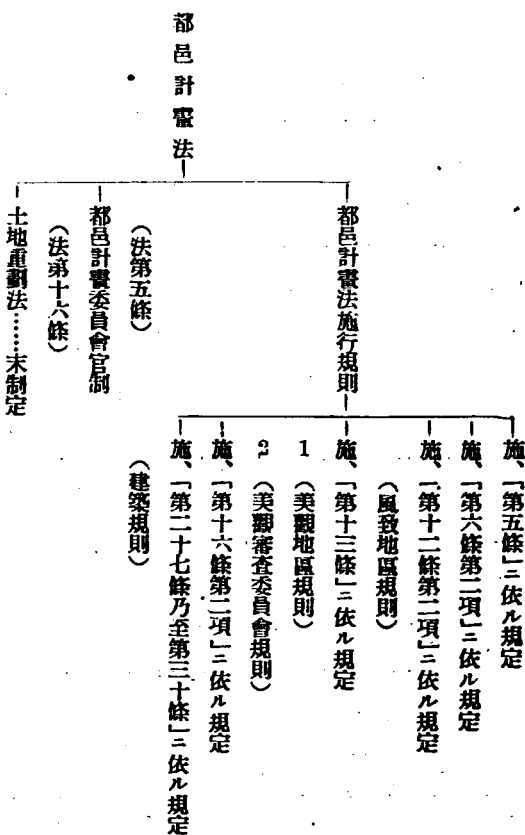 都邑計畫法
都邑計畫法施行規則
施、「第五條」ニ依ル規定
施、「第六條第二項」ニ依ル規定
施、「第十二條第二項」ニ依ル規定
(風致地區規則)
施、「第十三條」ニ依ル規定
1 (美觀地區規則)
2 (美觀審査委員會規則)
施、「第十六條第二項」ニ依ル規定
施、「第二十七條乃至第三十條」ニ依ル規定
(建築規則)
(法第五條)
都邑計畫委員會官制
(法第十六條)
土地重劃法……未制定